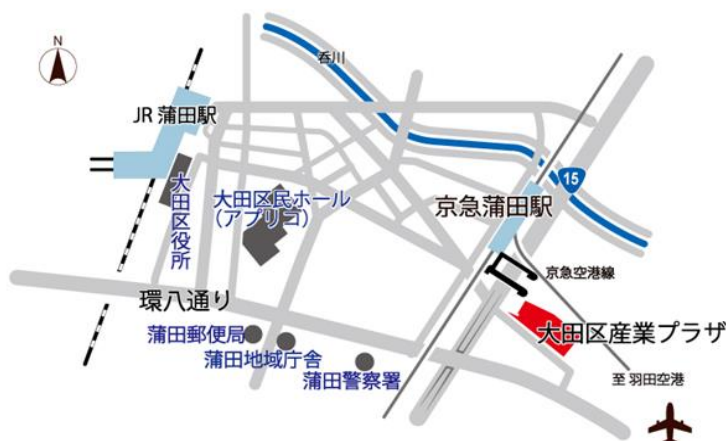 N
呑川
JR 蒲田駅
15
大田区役所
大田区民ホール
(アプリコ)
京急蒲田駅
京急空港線
環八通り
蒲田郵便局
蒲田地域庁舎
蒲田警察署
大田区産業プラザ
至 羽田空港